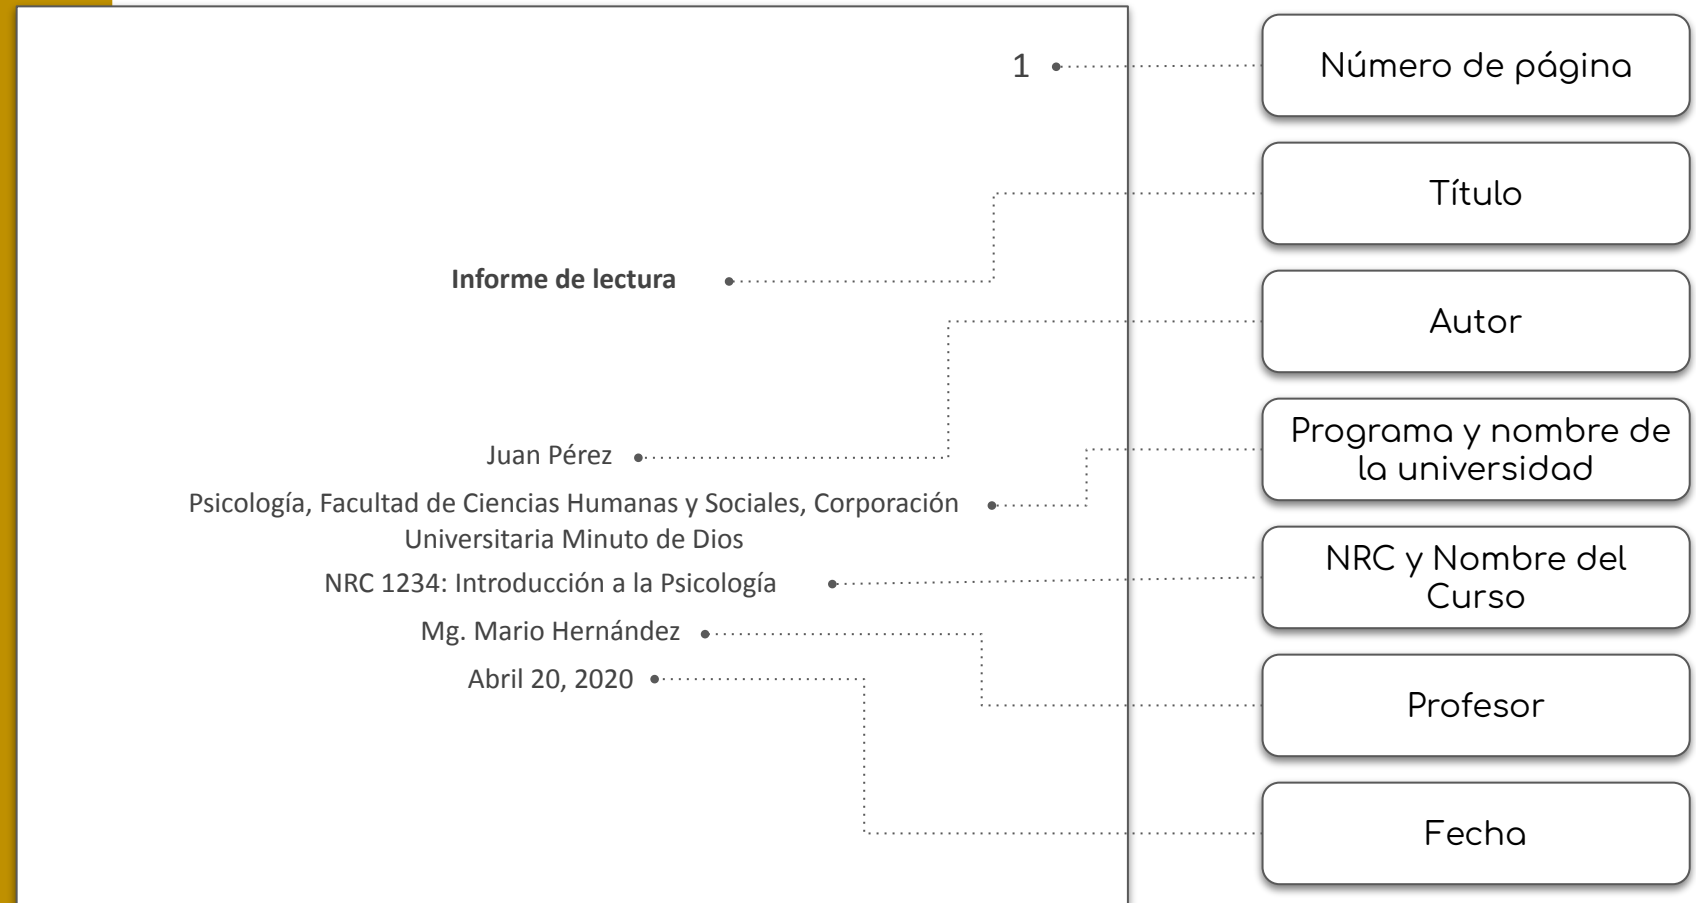 1
Número de página
Título
Informe de lectura
Autor
Juan Pérez
Programa y nombre de
la universidad
Psicología, Facultad de Ciencias Humanas y Sociales, Corporación
Universitaria Minuto de Dios
NRC y Nombre del
Curso
NRC 1234: Introducción a la Psicología
Mg. Mario Hernández
Profesor
Abril 20, 2020
Fecha